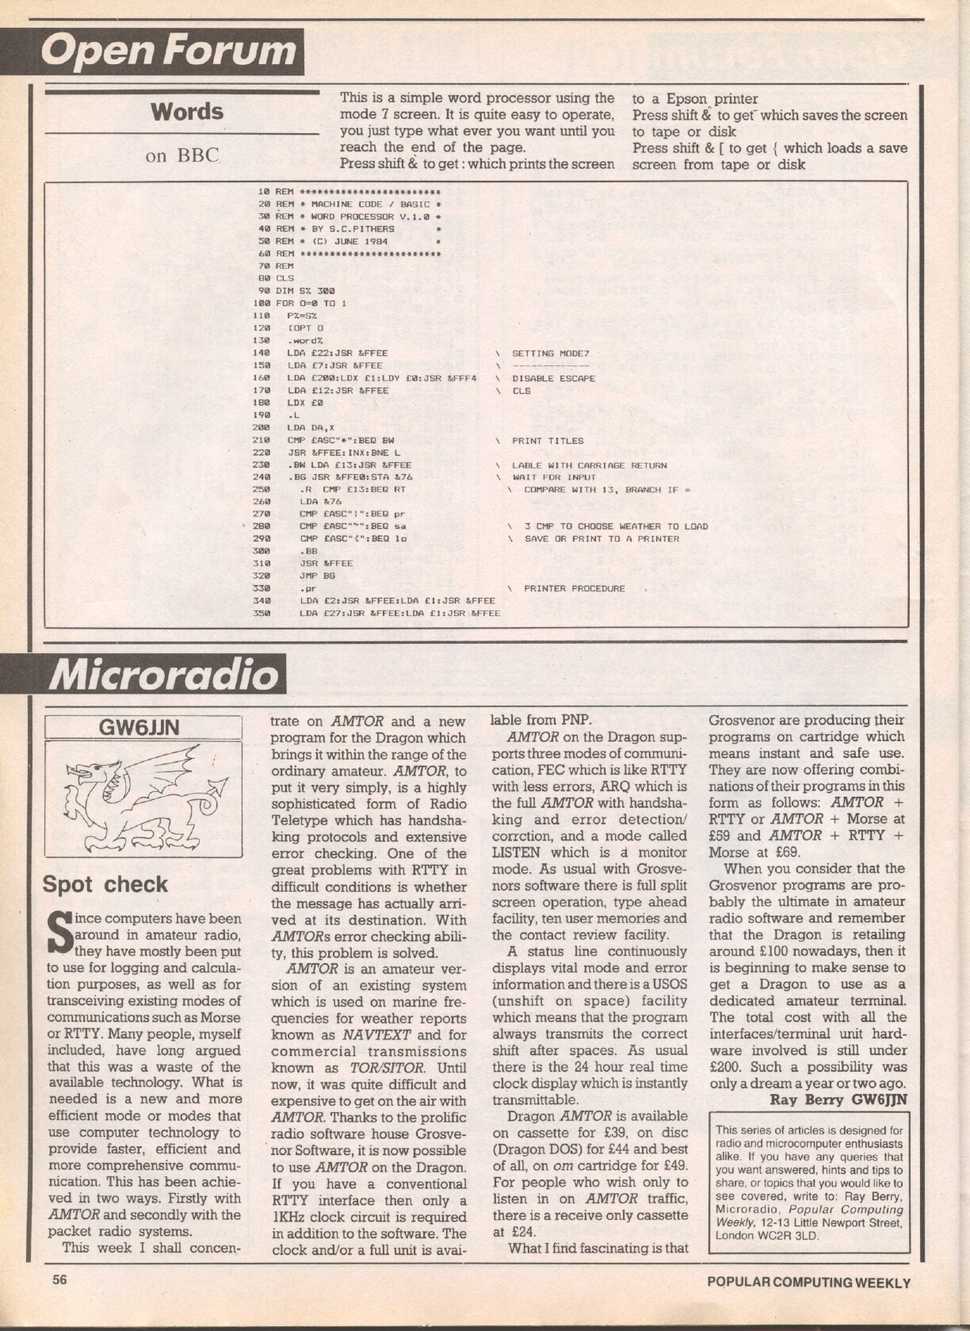 Open Forum
Words
on BBC
This is a simple word processor using the
mode 7 screen. It is quite easy to operate,
you just type what ever you want until you
reach the end of the page.
Press shift & to get : which prints the screen
to a Epson printer
Press shift & to get ~ which saves the screen
to tape or disk
Press shift & [ to get { which loads a save
screen from tape or disk
10 REM ************************
20 REM * MACHINE CODE / BASIC *
30 REM * WORD PROCESSOR V.1.0 *
40 REM * BY S.C.PITHERS *
50 REM * (C) JUNE 1984 *
60 REM ************************
70 REM
80 CLS
90 DIM S% 300
100 FOR O=0 TO 1
110 P%=S%
120 [OPT O
130 .word%
140 LDA £22:JSR &FFEE \ SETTING MODE7
150 LDA £7:JSR &FFEE \ -------------
160 LDA £200:LDX £1:LDY £0:JSR &FFF4 \ DISABLE ESCAPE
170 LDA £12:JSR &FFEE \ CLS
180 LDX £0
190 .L
200 LDA DA,X
210 CMP £ASC"*":BEQ BW \ PRINT TITLES
220 JSR &FFEE:INX:BNE L
230 .BW LDA £13:JSR &FFEE \ LABLE WITH CARRIAGE RETURN
240 .BG JSR &FFE0:STA &76 \ WAIT FOR INPUT
250 .R CMP £13:BEQ RT \ COMPARE WITH 13, BRANCH IF =
260 LDA &76
270 CMP £ASC"|":BEQ pr
280 CMP £ASC"~":BEQ sa \ 3 CMP TO CHOOSE WEATHER TO LOAD
290 CMP £ASC"{":BEQ lo \ SAVE OR PRINT TO A PRINTER
300 .BB
310 JSR &FFEE
320 JMP BG
330 .pr \ PRINTER PROCEDURE
340 LDA £2:JSR &FFEE:LDA £1:JSR &FFEE
350 LDA £27:JSR &FFEE:LDA £1:JSR &FFEE
Microradio
GW6JJN
Spot check
Since computers have been
around in amateur radio,
they have mostly been put
to use for logging and calcula-
tion purposes, as well as for
transceiving existing modes of
communications such as Morse
or RTTY. Many people, myself
included, have long argued
that this was a waste of the
available technology. What is
needed is a new and more
efficient mode or modes that
use computer technology to
provide faster, efficient and
more comprehensive commu-
nication. This has been achie-
ved in two ways. Firstly with
AMTOR and secondly with the
packet radio systems.
This week I shall concen-
trate on AMTOR and a new
program for the Dragon which
brings it within the range of the
ordinary amateur. AMTOR, to
put it very simply, is a highly
sophisticated form of Radio
Teletype which has handsha-
king protocols and extensive
error checking. One of the
great problems with RTTY in
difficult conditions is whether
the message has actually arri-
ved at its destination. With
AMTORs error checking abili-
ty, this problem is solved.
AMTOR is an amateur ver-
sion of an existing system
which is used on marine fre-
quencies for weather reports
known as NAVTEXT and for
commercial transmissions
known as TOR/SITOR. Until
now, it was quite difficult and
expensive to get on the air with
AMTOR. Thanks to the prolific
radio software house Grosve-
nor Software, it is now possible
to use AMTOR on the Dragon.
If you have a conventional
RTTY interface then only a
1KHz clock circuit is required
in addition to the software. The
clock and/or a full unit is avai-
lable from PNP.
AMTOR on the Dragon sup-
ports three modes of communi-
cation, FEC which is like RTTY
with less errors, ARQ which is
the full AMTOR with handsha-
king and error detection/
corrction, and a mode called
LISTEN which is a monitor
mode. As usual with Grosve-
nors software there is full split
screen operation, type ahead
facility, ten user memories and
the contact review facility.
A status line continuously
displays vital mode and error
information and there is a USOS
(unshift on space) facility
which means that the program
always transmits the correct
shift after spaces. As usual
there is the 24 hour real time
clock display which is instantly
transmittable.
Dragon AMTOR is available
on cassette for £39, on disc
(Dragon DOS) for £44 and best
of all, on om cartridge for £49.
For people who wish only to
listen in on AMTOR traffic,
there is a receive only cassette
at £24.
What I find fascinating is that
Grosvenor are producing their
programs on cartridge which
means instant and safe use.
They are now offering combi-
nations of their programs in this
form as follows: AMTOR +
RTTY or AMTOR + Morse at
£59 and AMTOR + RTTY +
Morse at £69.
When you consider that the
Grosvenor programs are pro-
bably the ultimate in amateur
radio software and remember
that the Dragon is retailing
around £100 nowadays, then it
is beginning to make sense to
get a Dragon to use as a
dedicated amateur terminal.
The total cost with all the
interfaces/terminal unit hard-
ware involved is still under
£200. Such a possibility was
only a dream a year or two ago.
Ray Berry GW6JJN
This series of articles is designed for
radio and microcomputer enthusiasts
alike. If you have any queries that
you want answered, hints and tips to
share, or topics that you would like to
see covered, write to: Ray Berry,
Microradio, Popular Computing
Weekly, 12-13 Little Newport Street,
London WC2R 3LD.
56
POPULAR COMPUTING WEEKLY